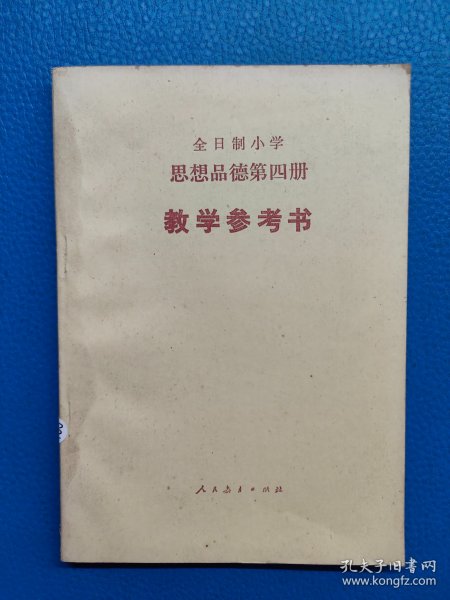 全日制小学
思想品德第四册
教学参考书
人民教育出版社
孔夫子旧书网
www.kongfz.com